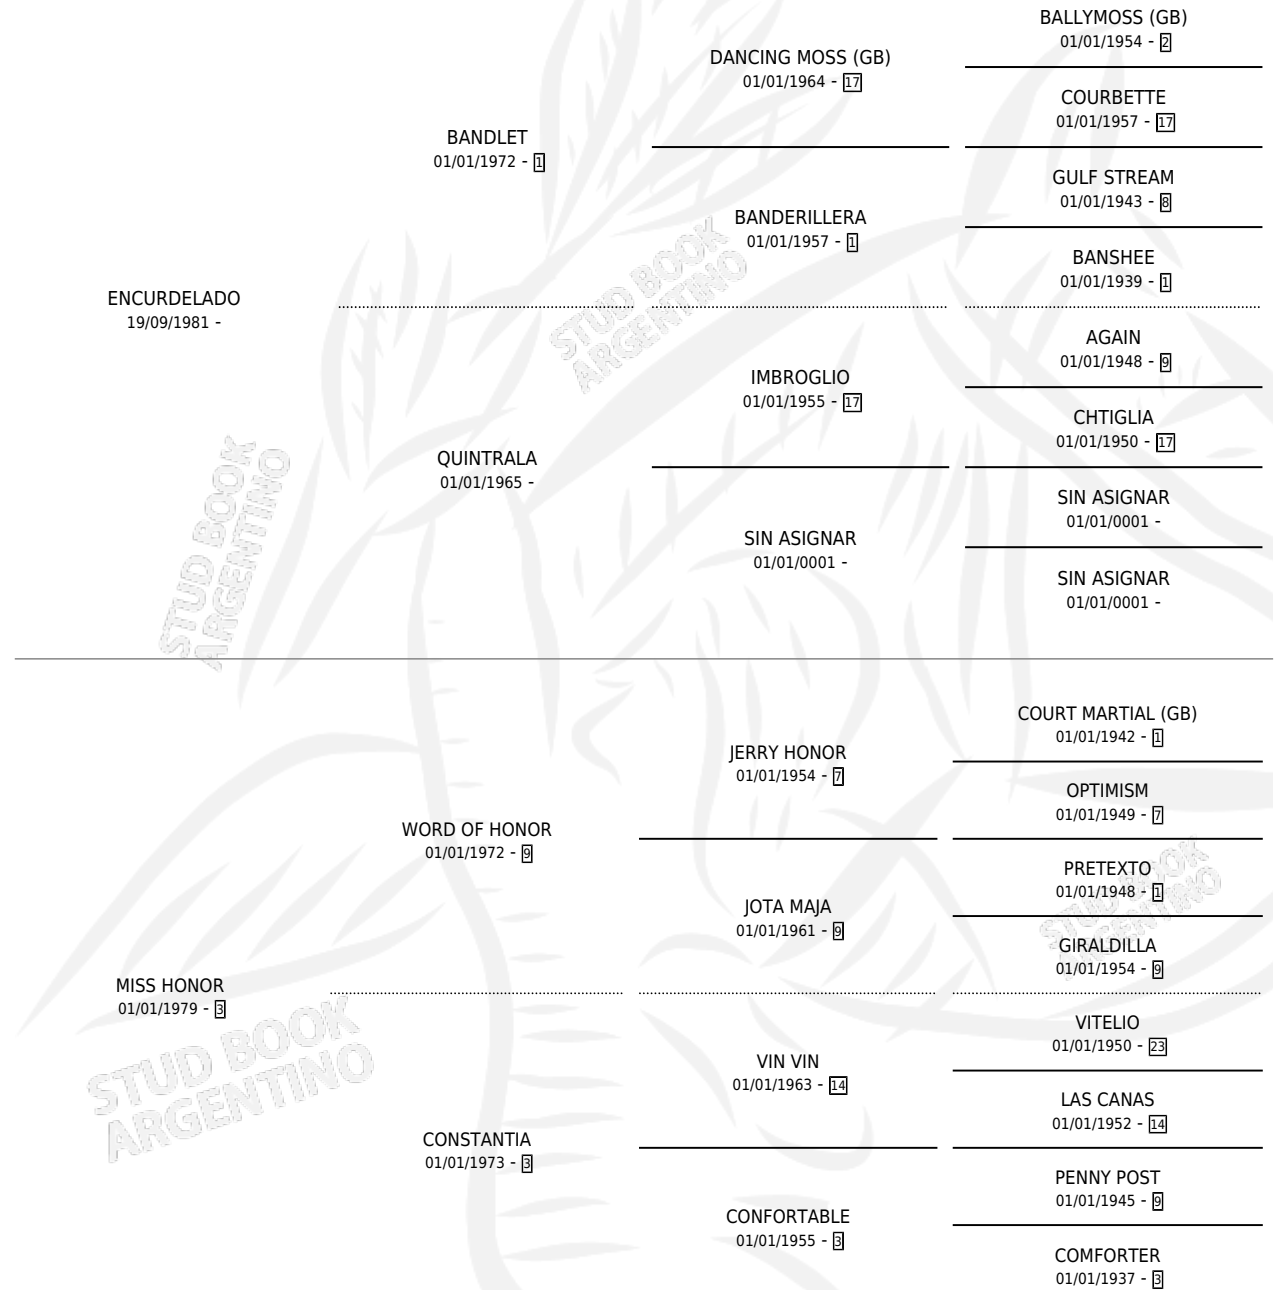 BALLYMOSS (GB)
01/01/1954 - 2
DANCING MOSS (GB)
01/01/1964 - 17
COURBETTE
01/01/1957 - 17
BANDLET
01/01/1972 - 1
GULF STREAM
01/01/1943 - 8
BANDERILLERA
01/01/1957 - 1
BANSHEE
01/01/1939 - 1
ENCURDELADO
19/09/1981 -
AGAIN
01/01/1948 - 9
IMBROGLIO
01/01/1955 - 17
CHTIGLIA
01/01/1950 - 17
QUINTRALA
01/01/1965 -
SIN ASIGNAR
01/01/0001 -
SIN ASIGNAR
01/01/0001 -
SIN ASIGNAR
01/01/0001 -
COURT MARTIAL (GB)
01/01/1942 - 1
JERRY HONOR
01/01/1954 - 7
OPTIMISM
01/01/1949 - 7
WORD OF HONOR
01/01/1972 - 9
PRETEXTO
01/01/1948 - 1
JOTA MAJA
01/01/1961 - 9
GIRALDILLA
01/01/1954 - 9
MISS HONOR
01/01/1979 - 3
VITELIO
01/01/1950 - 23
VIN VIN
01/01/1963 - 14
LAS CANAS
01/01/1952 - 14
CONSTANTIA
01/01/1973 - 3
PENNY POST
01/01/1945 - 9
CONFORTABLE
01/01/1955 - 3
COMFORTER
01/01/1937 - 3
STUD BOOK
ARGENTINO
STUD BOOK
ARGENTINO
STUD BOOK
ARGENTINO
STUD BOOK
ARGENTINO